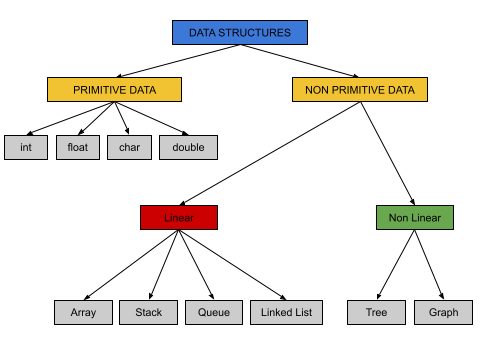 DATA STRUCTURES
PRIMITIVE DATA
NON PRIMITIVE DATA
int
float
char
double
Linear
Non Linear
Array
Stack
Queue
Linked List
Tree
Graph